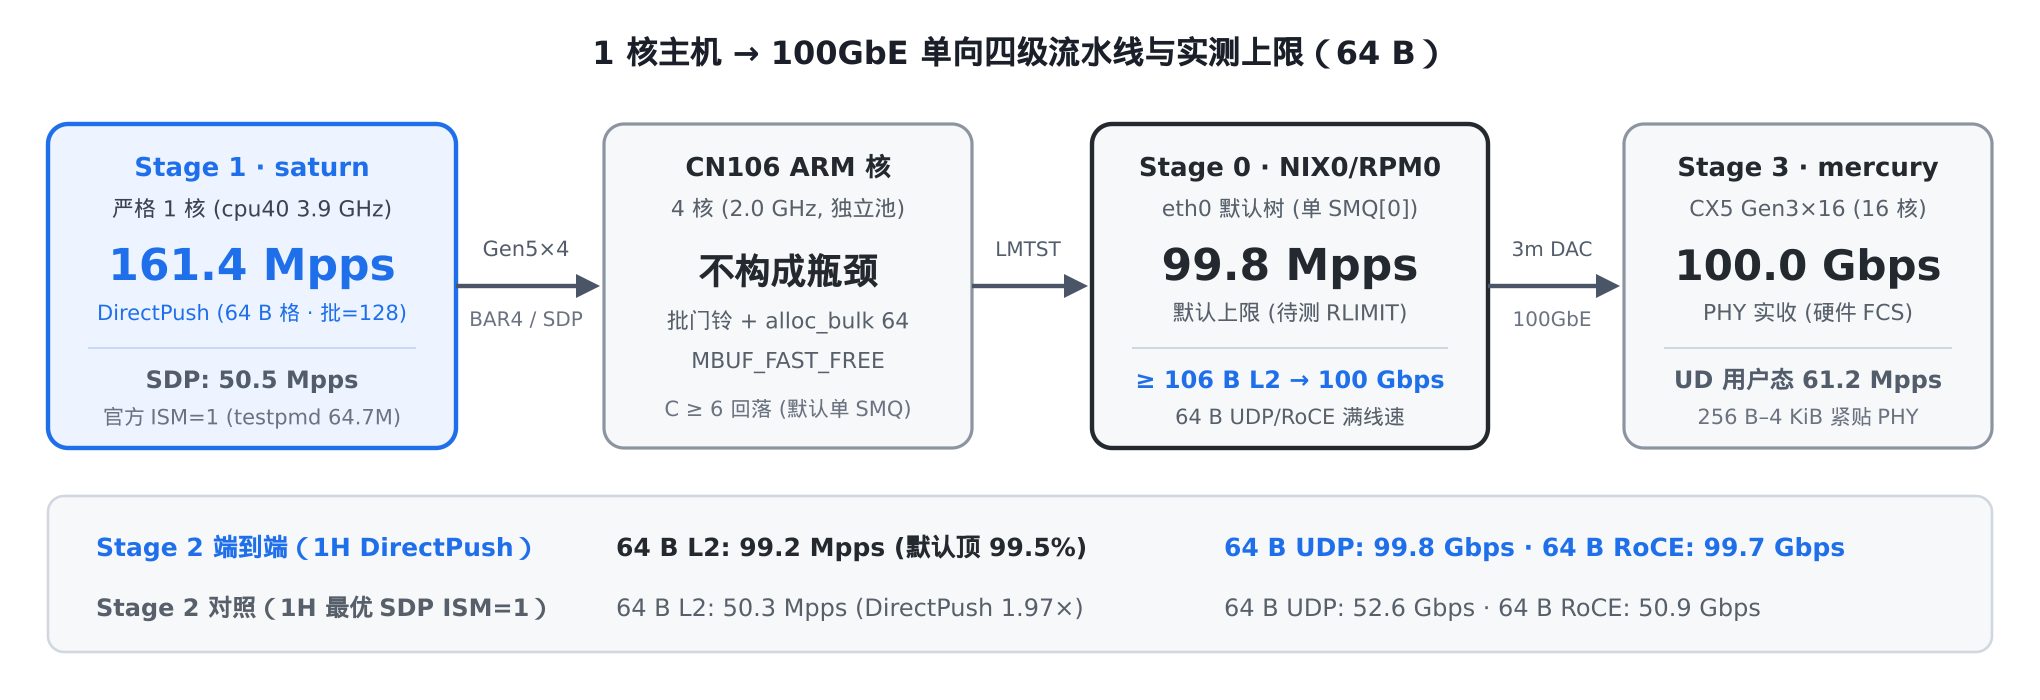 1 核主机 → 100GbE 单向四级流水线与实测上限（64 B）
Stage 1 · saturn
严格 1 核 (cpu40 3.9 GHz)
161.4 Mpps
DirectPush (64 B 格 · 批=128)
SDP: 50.5 Mpps
官方 ISM=1 (testpmd 64.7M)
Gen5×4
BAR4 / SDP
CN106 ARM 核
4 核 (2.0 GHz, 独立池)
不构成瓶颈
批门铃 + alloc_bulk 64
MBUF_FAST_FREE
C ≥ 6 回落 (默认单 SMQ)
LMTST
Stage 0 · NIX0/RPM0
eth0 默认树 (单 SMQ[0])
99.8 Mpps
默认上限 (待测 RLIMIT)
≥ 106 B L2 → 100 Gbps
64 B UDP/RoCE 满线速
3m DAC
100GbE
Stage 3 · mercury
CX5 Gen3×16 (16 核)
100.0 Gbps
PHY 实收 (硬件 FCS)
UD 用户态 61.2 Mpps
256 B–4 KiB 紧贴 PHY
Stage 2 端到端（1H DirectPush） 64 B L2: 99.2 Mpps (默认顶 99.5%) 64 B UDP: 99.8 Gbps · 64 B RoCE: 99.7 Gbps
Stage 2 对照（1H 最优 SDP ISM=1） 64 B L2: 50.3 Mpps (DirectPush 1.97×) 64 B UDP: 52.6 Gbps · 64 B RoCE: 50.9 Gbps